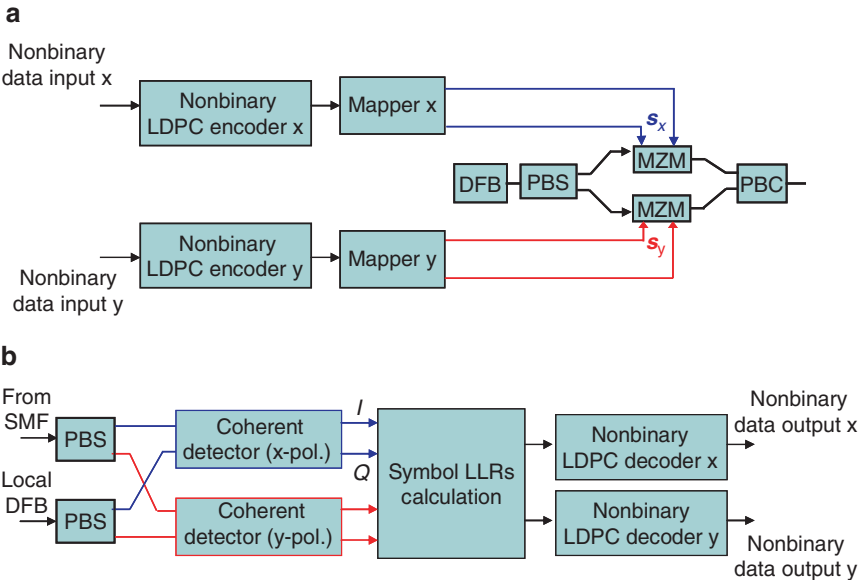 a
Nonbinary
data input x
Nonbinary
LDPC encoder x
Mapper x
s_x
MZM
DFB
PBS
PBC
MZM
s_y
Nonbinary
LDPC encoder y
Mapper y
Nonbinary
data input y
b
From
SMF
PBS
Coherent
detector (x-pol.)
I
Q
Symbol LLRs
calculation
Nonbinary
LDPC decoder x
Nonbinary
data output x
Local
DFB
PBS
Coherent
detector (y-pol.)
Nonbinary
LDPC decoder y
Nonbinary
data output y